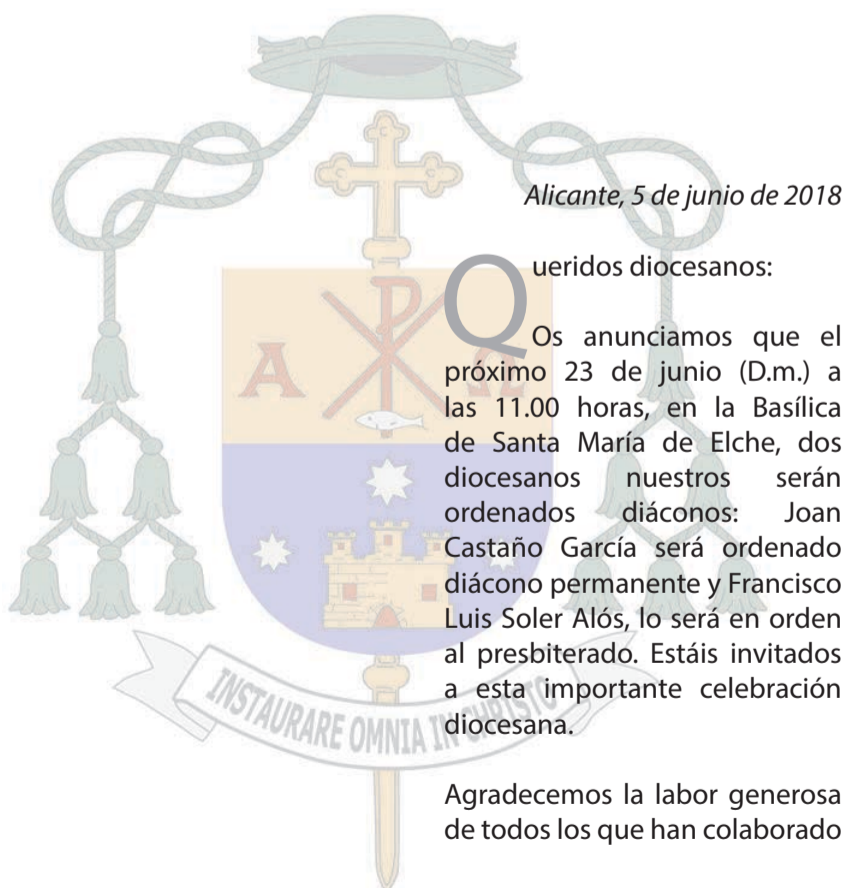 Alicante, 5 de junio de 2018
Queridos diocesanos:
Os anunciamos que el
próximo 23 de junio (D.m.) a
las 11.00 horas, en la Basílica
de Santa María de Elche, dos
diocesanos nuestros serán
ordenados diáconos: Joan
Castaño García será ordenado
diácono permanente y Francisco
Luis Soler Alós, lo será en orden
al presbiterado. Estáis invitados
a esta importante celebración
diocesana.
Agradecemos la labor generosa
de todos los que han colaborado
Α Ω
INSTAURARE OMNIA IN CHRISTO